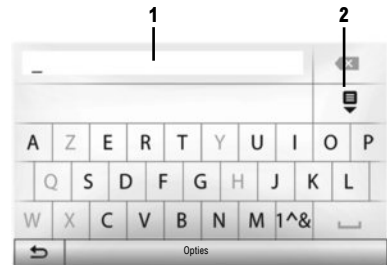 1 2
_
A Z E R T Y U I O P
Q S D F G H J K L
W X C V B N M 1^&
Opties